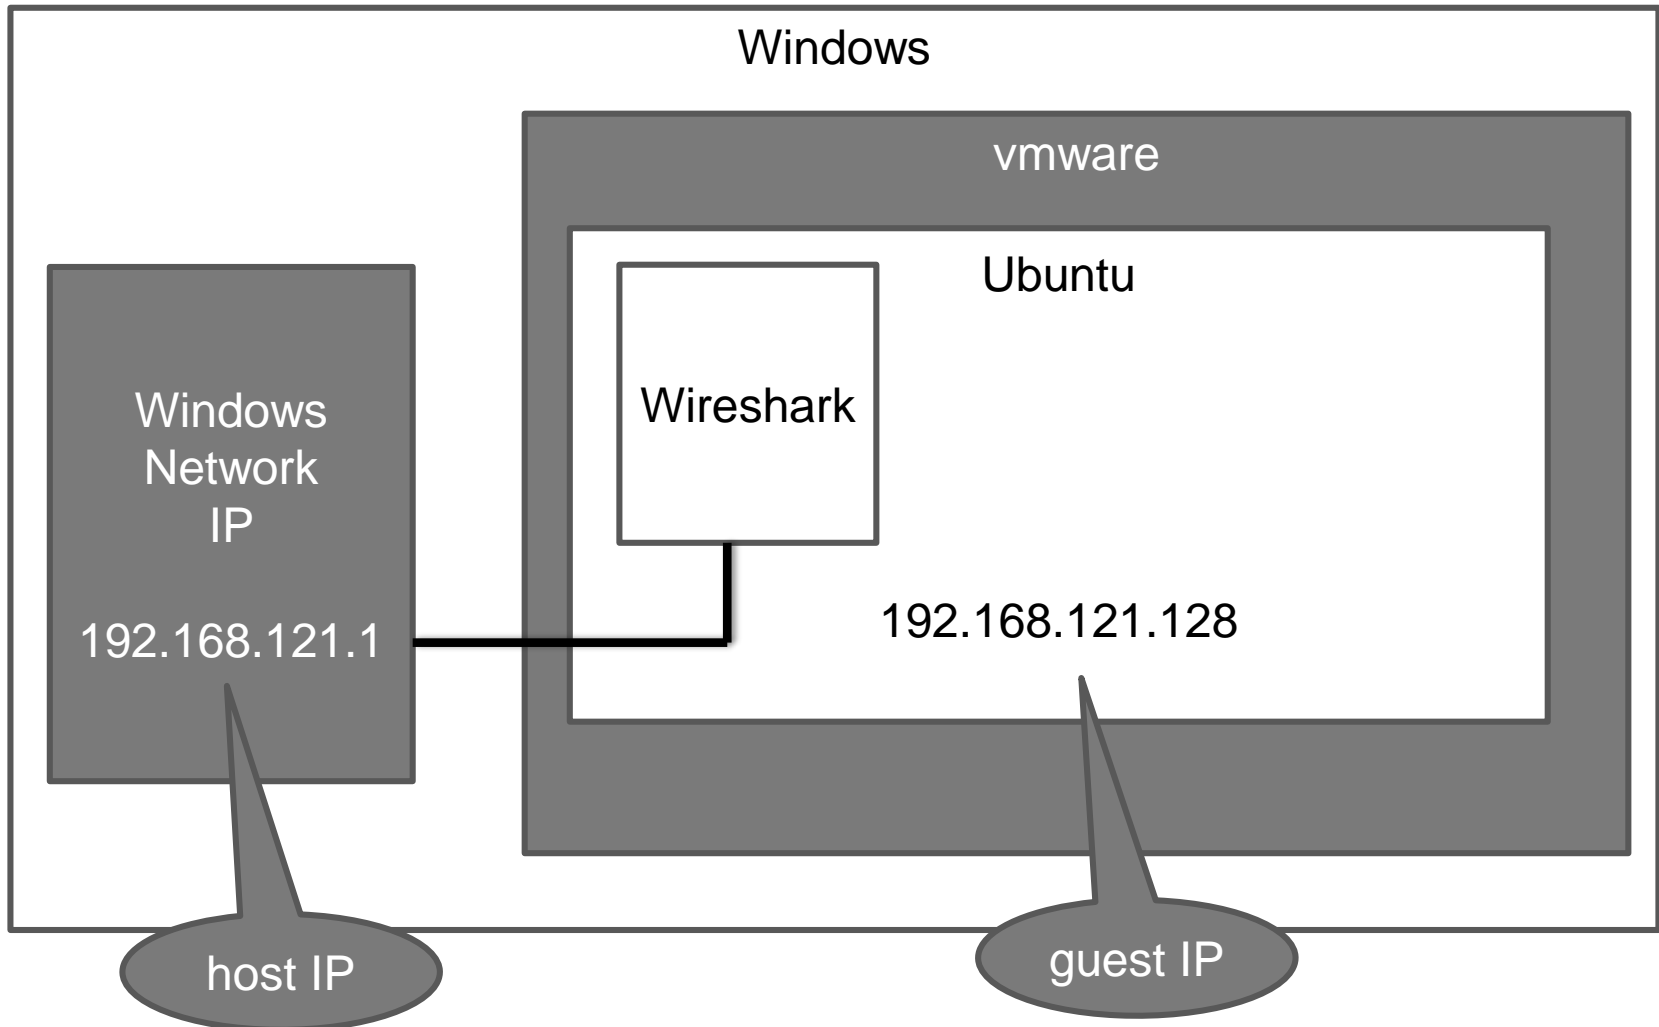 Windows
vmware
Ubuntu
Wireshark
Windows
Network
IP
192.168.121.1
192.168.121.128
host IP
guest IP